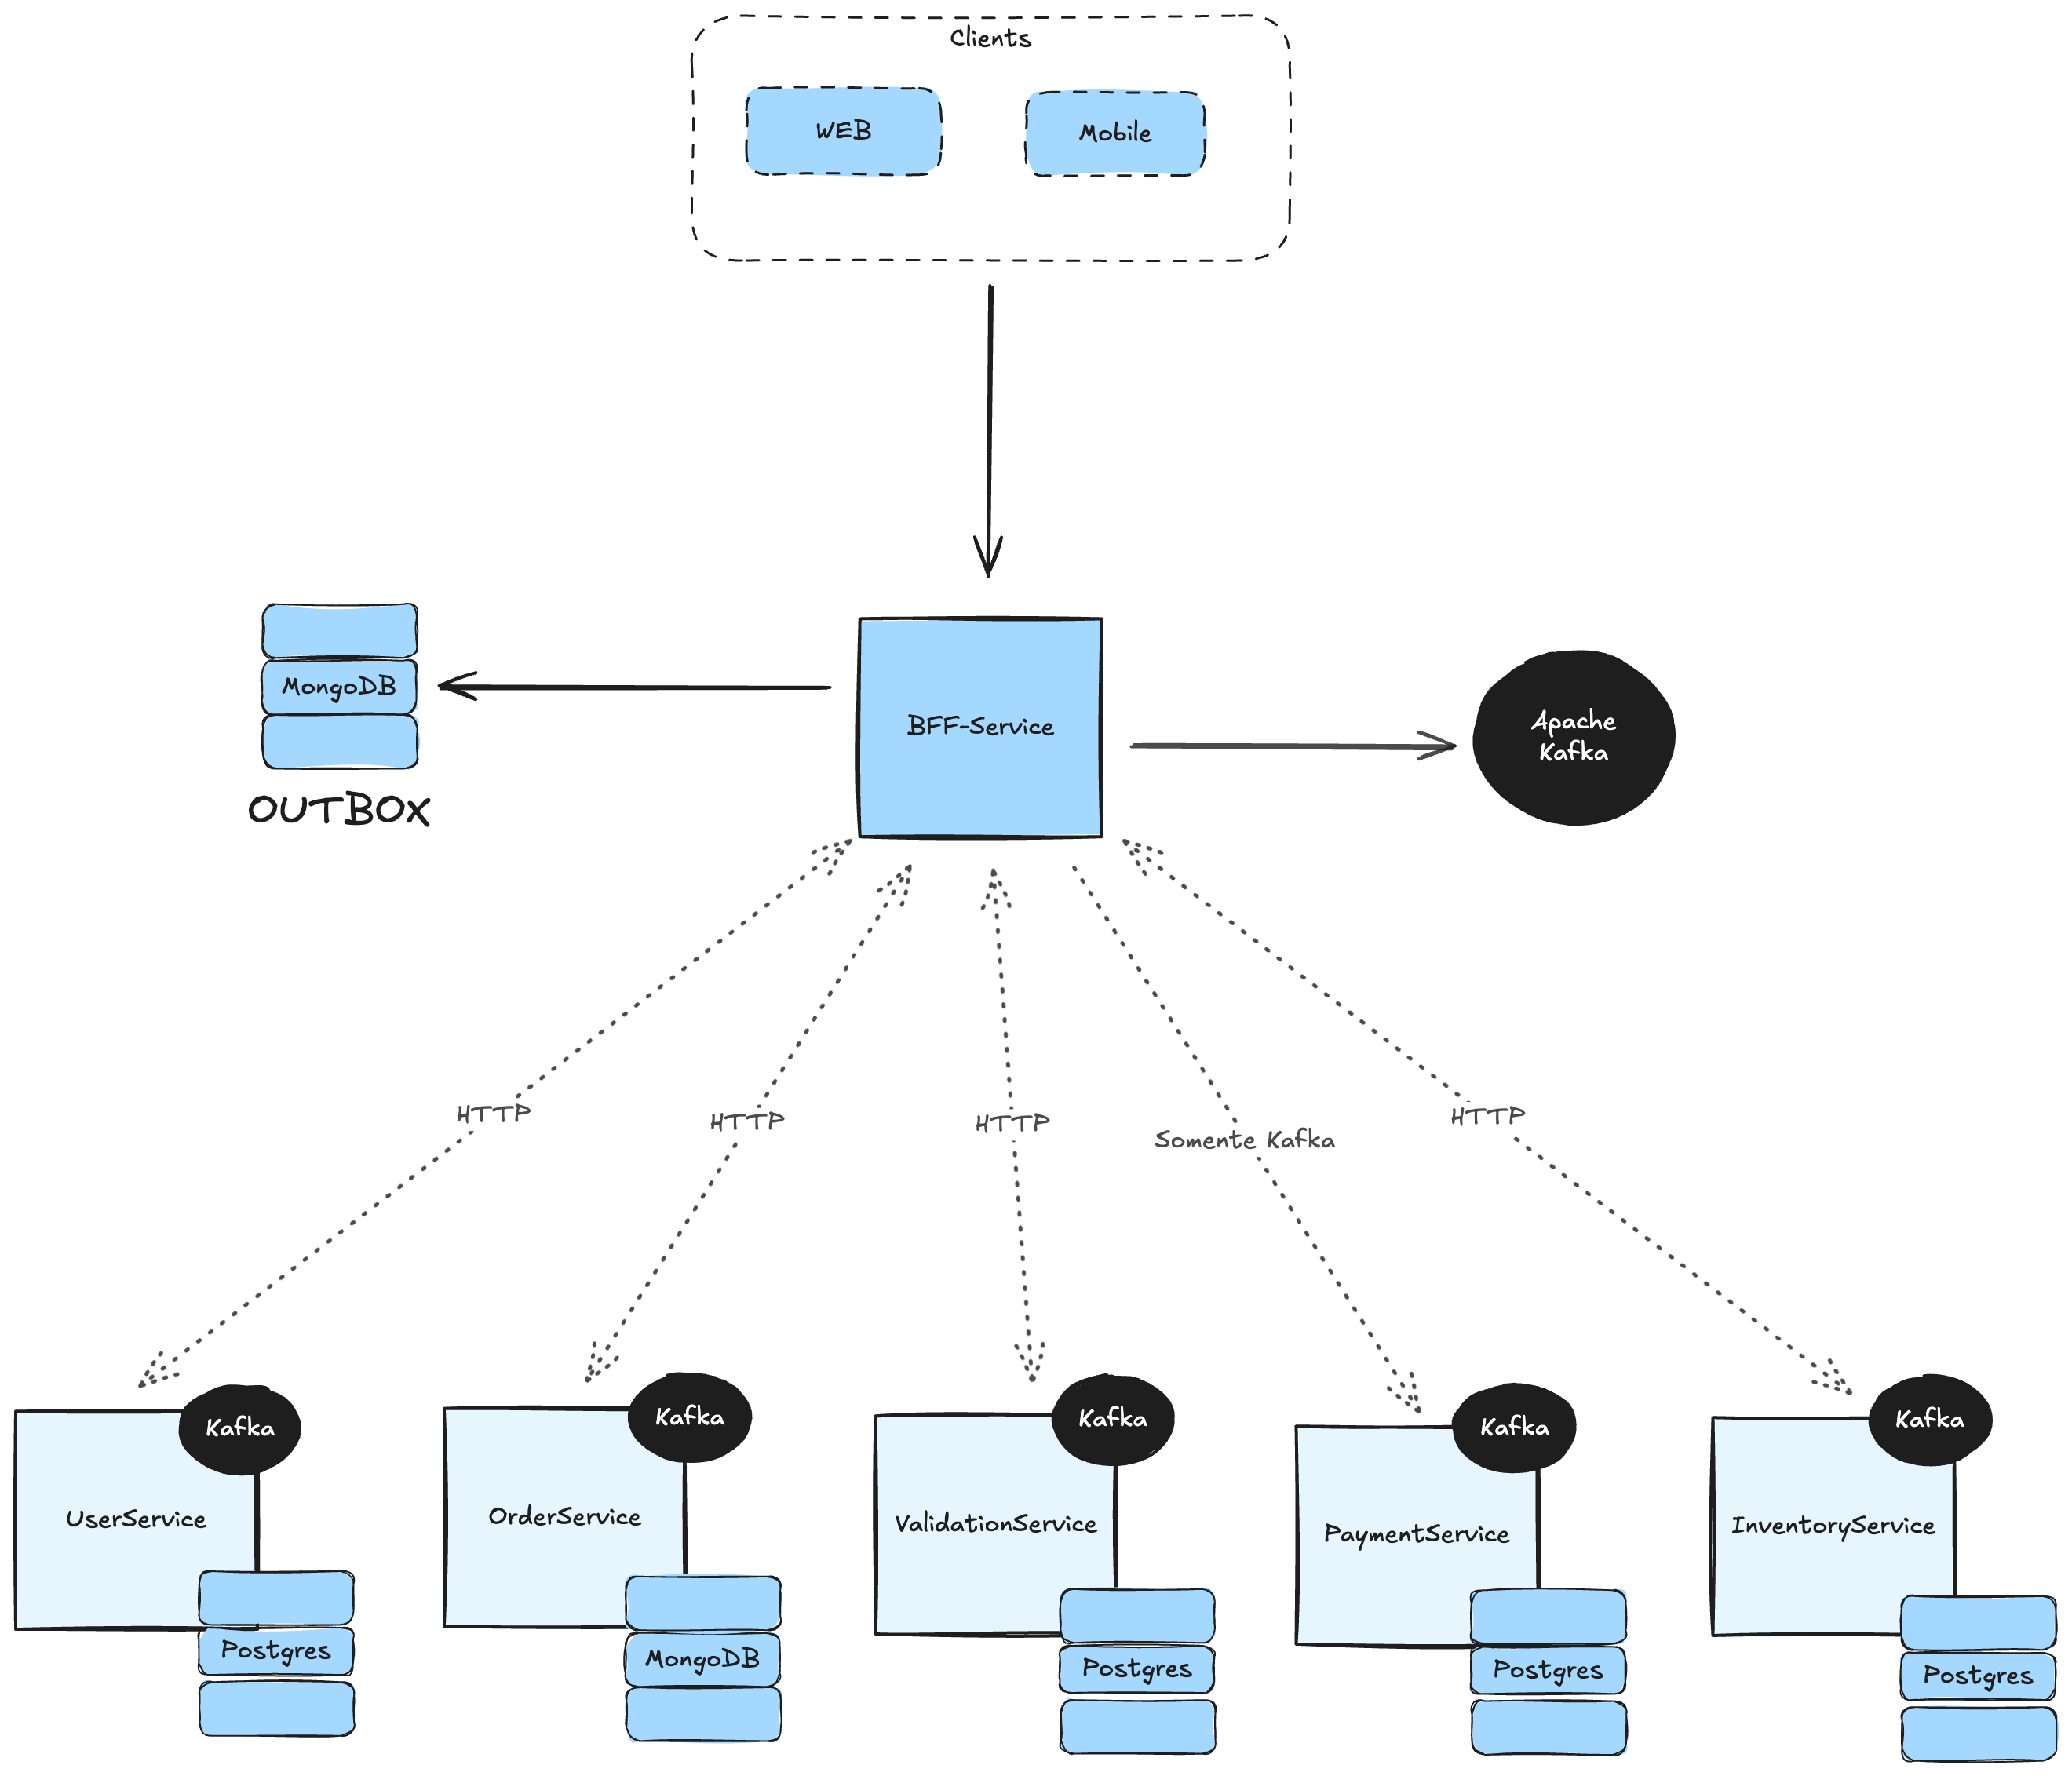 Clients
WEB
Mobile
MongoDB
OUTBOX
BFF-Service
Apache
Kafka
HTTP
HTTP
HTTP
Somente Kafka
HTTP
Kafka
UserService
Postgres
Kafka
OrderService
MongoDB
Kafka
ValidationService
Postgres
Kafka
PaymentService
Postgres
Kafka
InventoryService
Postgres